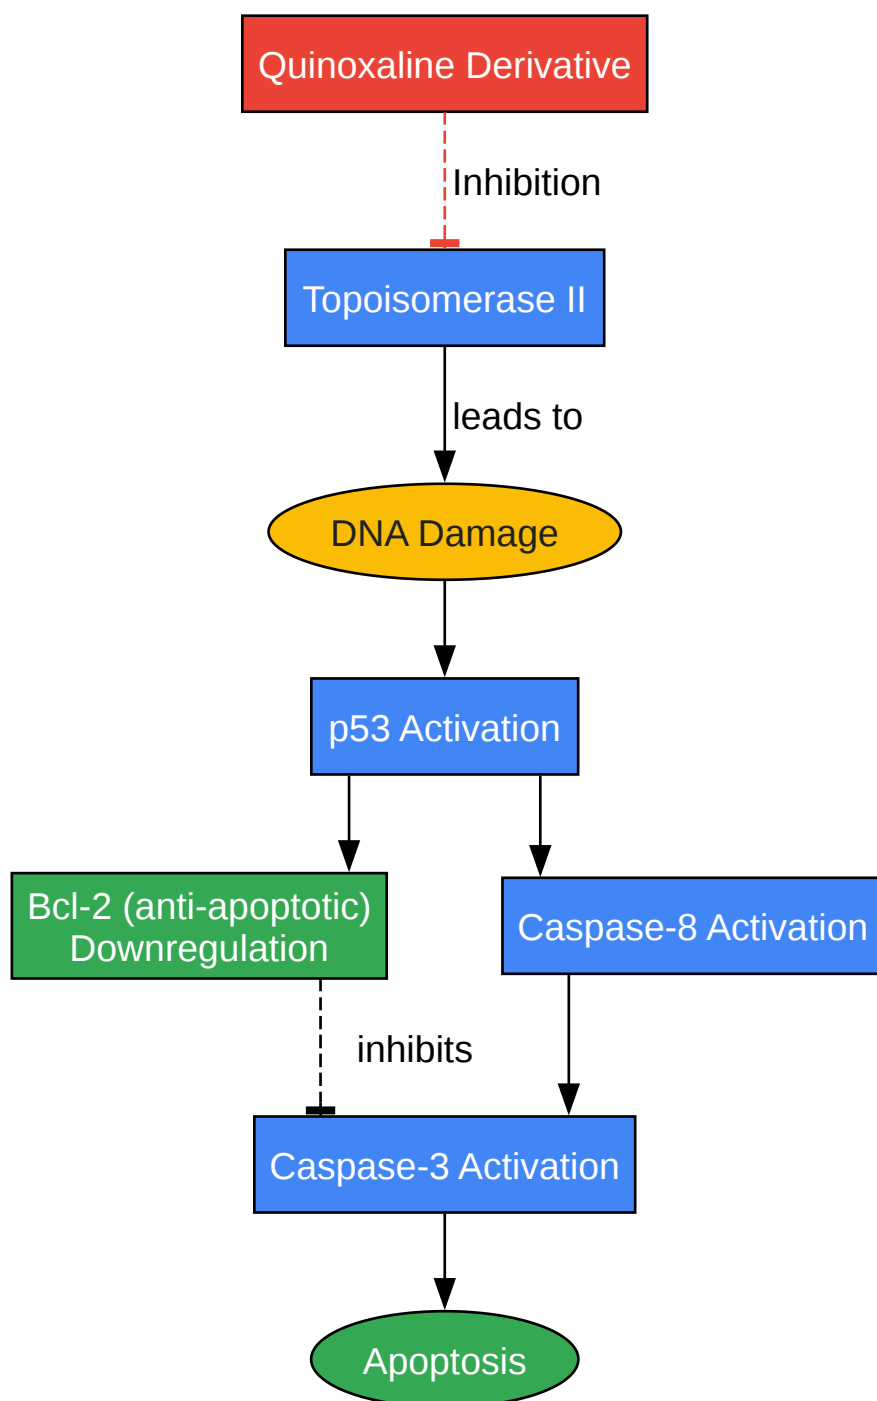 Quinoxaline Derivative
Inhibition
Topoisomerase II
leads to
DNA Damage
p53 Activation
Bcl-2 (anti-apoptotic)
Downregulation
Caspase-8 Activation
inhibits
Caspase-3 Activation
Apoptosis